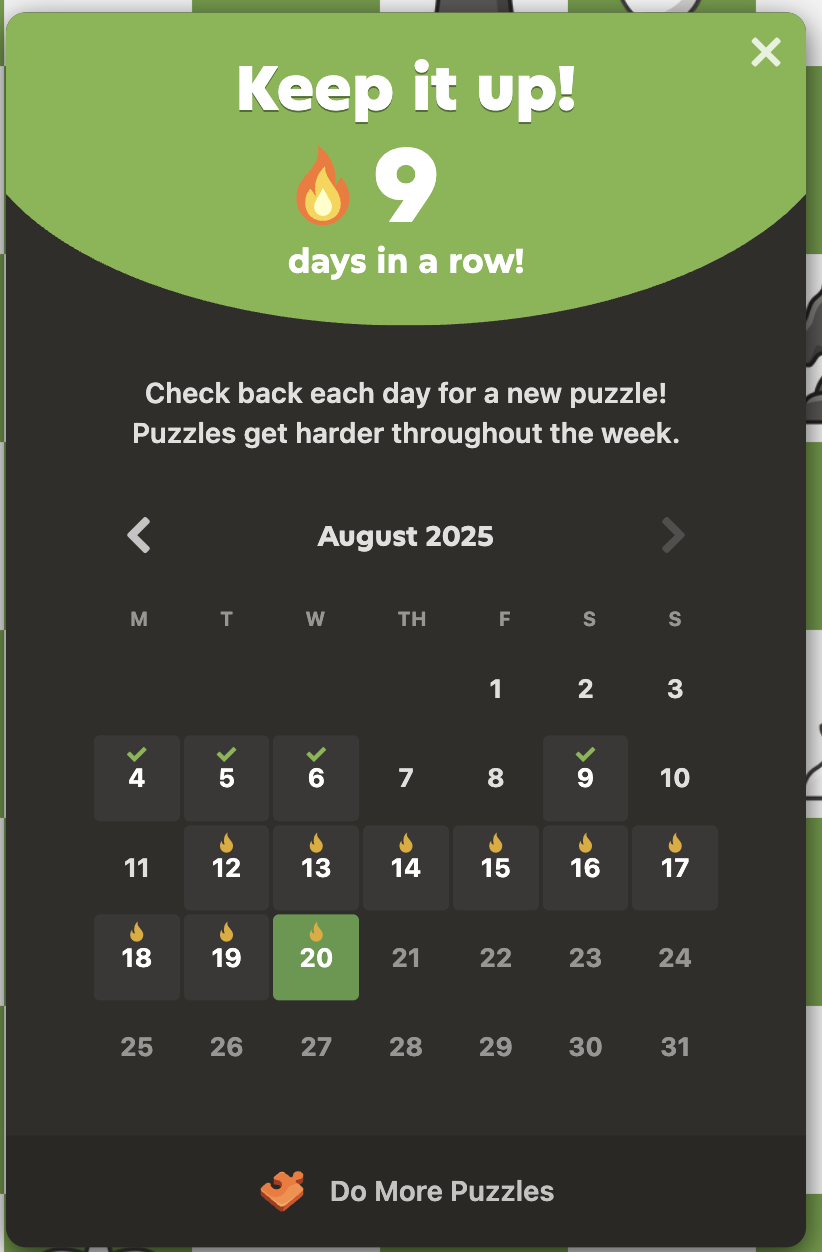 Keep it up!
9
days in a row!
Check back each day for a new puzzle!
Puzzles get harder throughout the week.
August 2025
M T W TH F S S
1 2 3
4 5 6 7 8 9 10
11 12 13 14 15 16 17
18 19 20 21 22 23 24
25 26 27 28 29 30 31
Do More Puzzles